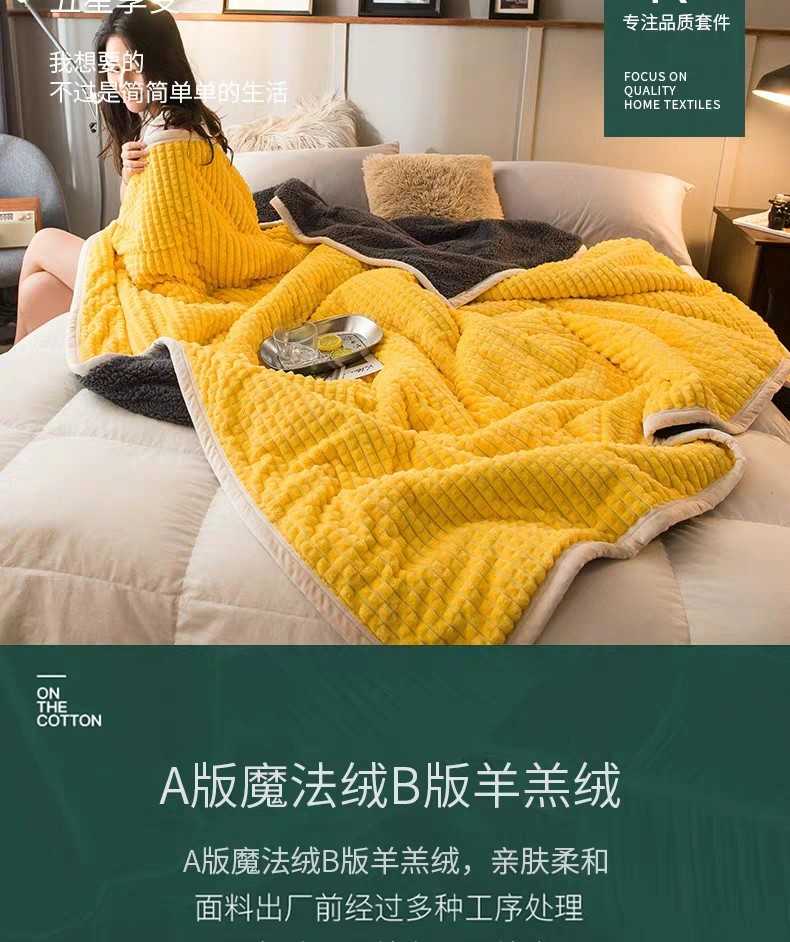 专注品质套件
我想要的
不过是简简单单的生活
FOCUS ON
QUALITY
HOME TEXTILES
ON
THE
COTTON
A版魔法绒B版羊羔绒
A版魔法绒B版羊羔绒，亲肤柔和
面料出厂前经过多种工序处理